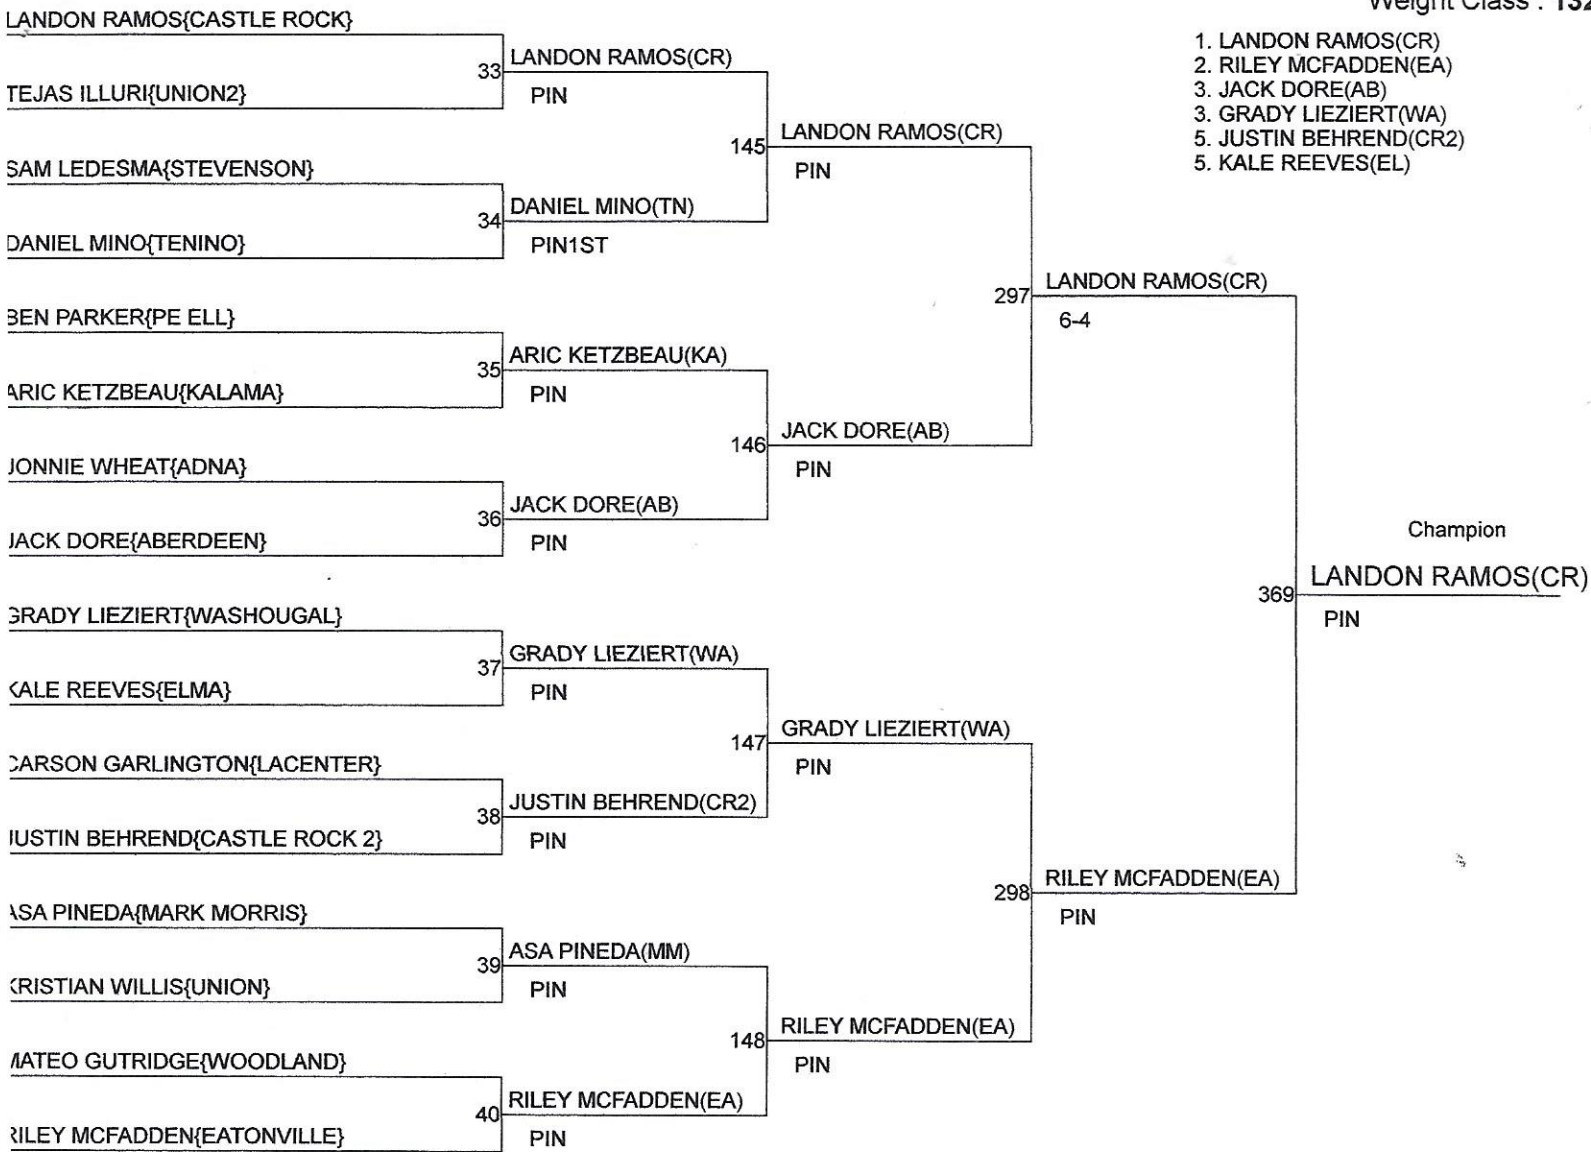 Weight Class : 132
1. LANDON RAMOS(CR)
2. RILEY MCFADDEN(EA)
3. JACK DORE(AB)
3. GRADY LIEZIERT(WA)
5. JUSTIN BEHREND(CR2)
5. KALE REEVES(EL)
LANDON RAMOS{CASTLE ROCK}
33 LANDON RAMOS(CR)
PIN
TEJAS ILLURI{UNION2}
145 LANDON RAMOS(CR)
PIN
SAM LEDESMA{STEVENSON}
34 DANIEL MINO(TN)
PIN1ST
DANIEL MINO{TENINO}
297 LANDON RAMOS(CR)
6-4
BEN PARKER{PE ELL}
35 ARIC KETZBEAU(KA)
PIN
ARIC KETZBEAU{KALAMA}
146 JACK DORE(AB)
PIN
JONNIE WHEAT{ADNA}
36 JACK DORE(AB)
PIN
JACK DORE{ABERDEEN}
Champion
369 LANDON RAMOS(CR)
PIN
GRADY LIEZIERT{WASHOUGAL}
37 GRADY LIEZIERT(WA)
PIN
KALE REEVES{ELMA}
147 GRADY LIEZIERT(WA)
PIN
CARSON GARLINGTON{LACENTER}
38 JUSTIN BEHREND(CR2)
PIN
JUSTIN BEHREND{CASTLE ROCK 2}
298 RILEY MCFADDEN(EA)
PIN
ASA PINEDA{MARK MORRIS}
39 ASA PINEDA(MM)
PIN
KRISTIAN WILLIS{UNION}
148 RILEY MCFADDEN(EA)
PIN
MATEO GUTRIDGE{WOODLAND}
40 RILEY MCFADDEN(EA)
PIN
RILEY MCFADDEN{EATONVILLE}